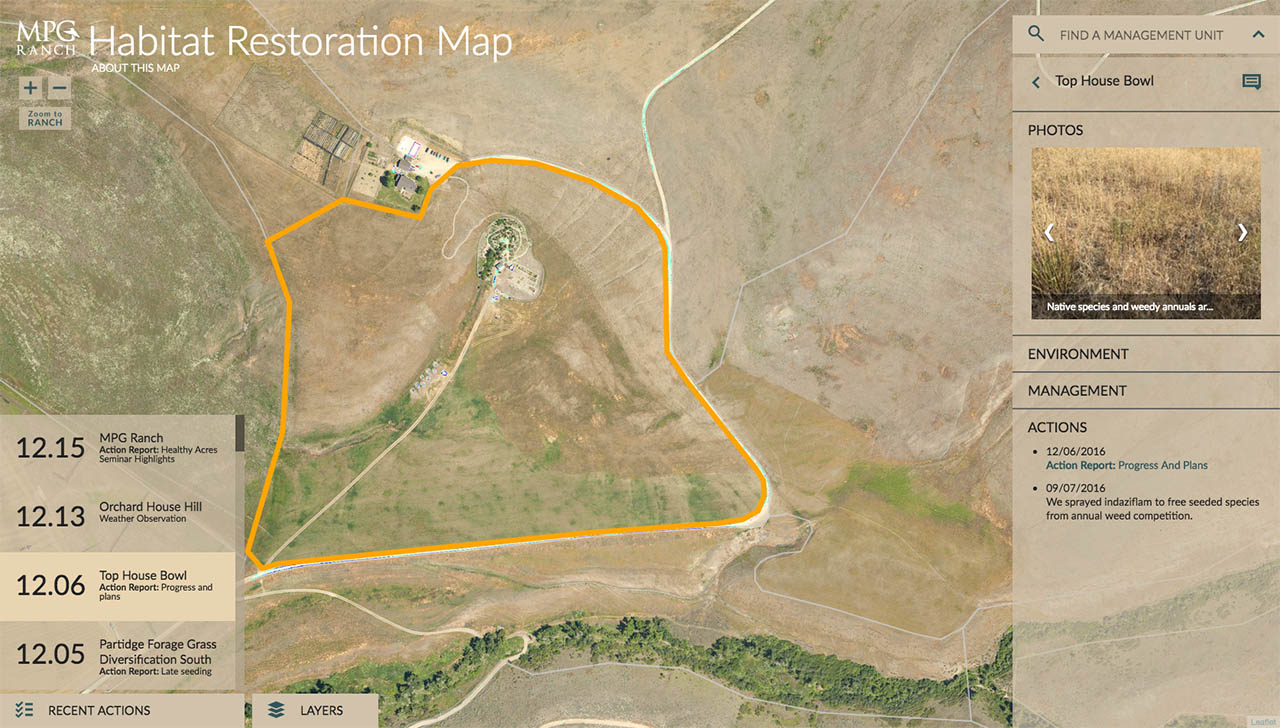 MPG
RANCH
Habitat Restoration Map
ABOUT THIS MAP
+
−
Zoom to
RANCH
12.15
MPG Ranch
Action Report: Healthy Acres
Seminar Highlights
12.13
Orchard House Hill
Weather Observation
12.06
Top House Bowl
Action Report: Progress and
plans
12.05
Partidge Forage Grass
Diversification South
Action Report: Late seeding
RECENT ACTIONS
LAYERS
FIND A MANAGEMENT UNIT
Top House Bowl
PHOTOS
Native species and weedy annuals ar...
ENVIRONMENT
MANAGEMENT
ACTIONS
• 12/06/2016
Action Report: Progress And Plans
• 09/07/2016
We sprayed indaziflam to free seeded species
from annual weed competition.
Leaflet